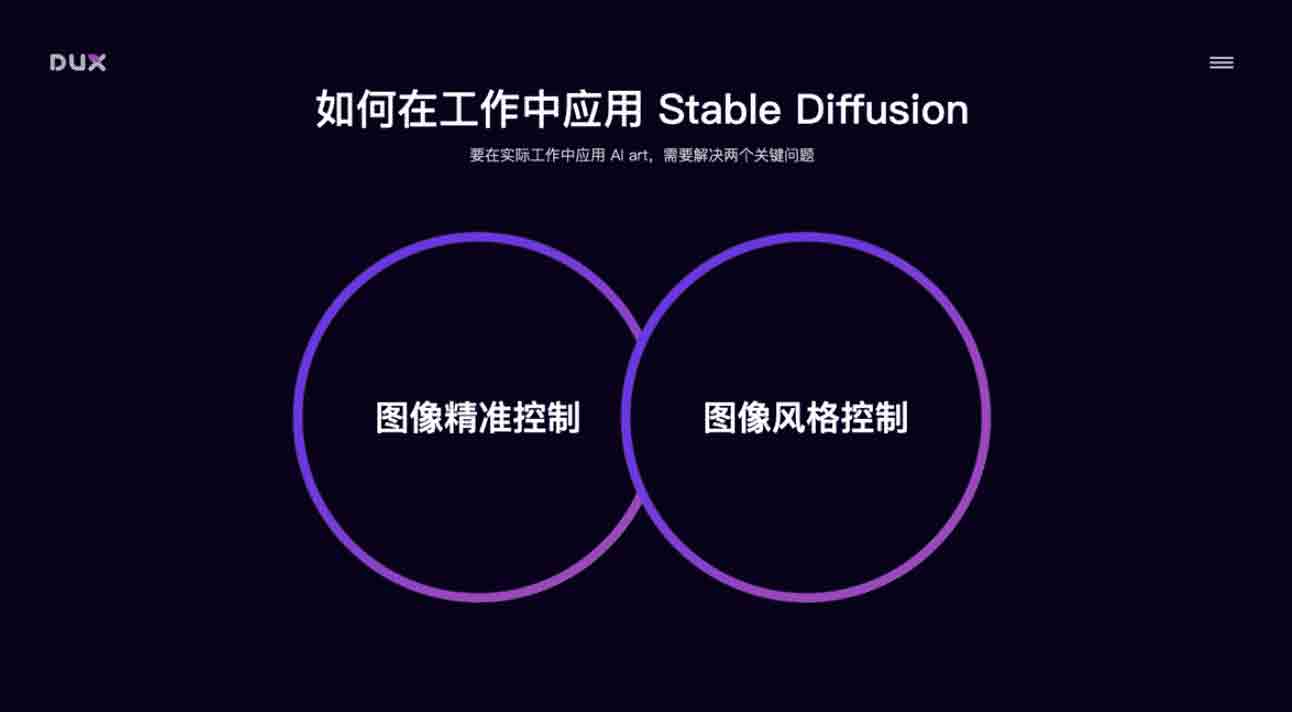 DUX
如何在工作中应用 Stable Diffusion
要在实际工作中应用 AI art，需要解决两个关键问题
图像精准控制
图像风格控制